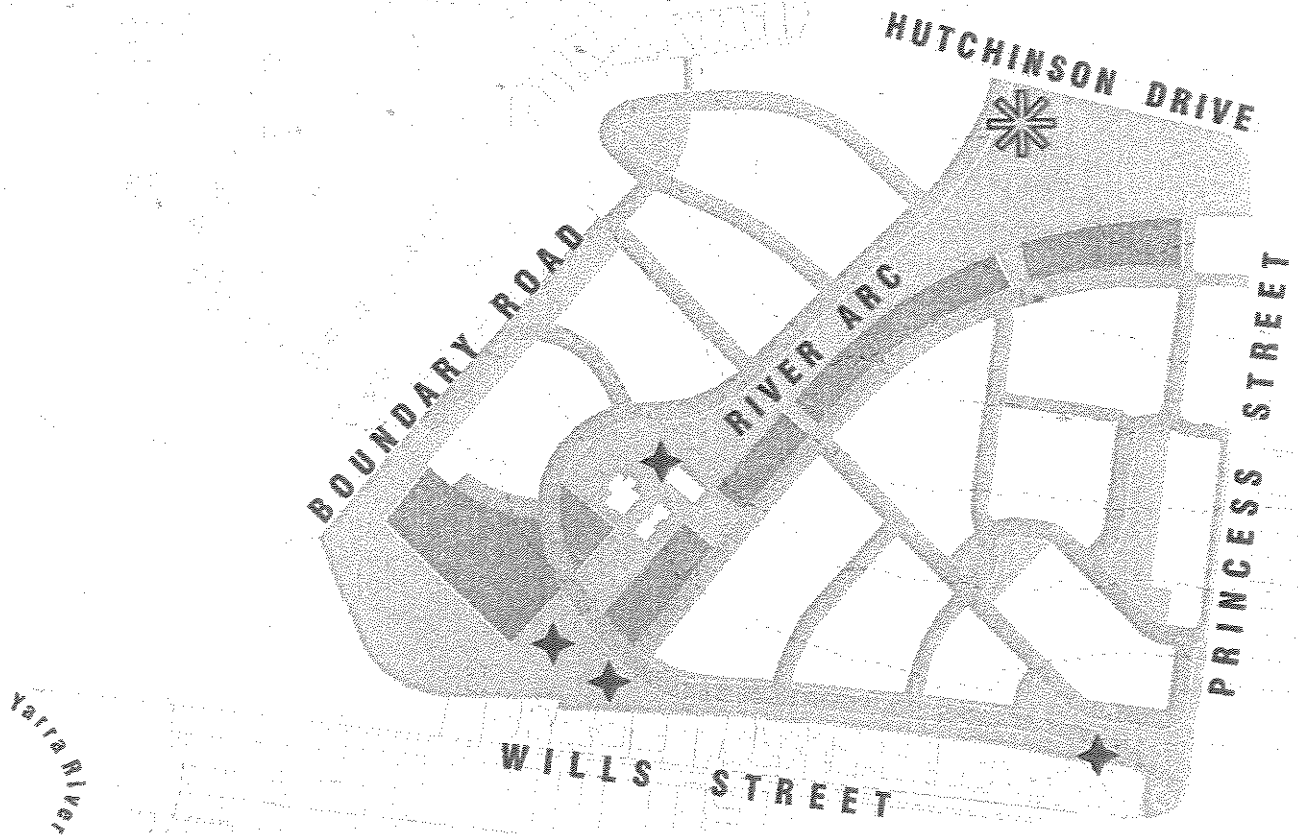 HUTCHINSON DRIVE
BOUNDARY ROAD
RIVER ARC
PRINCESS STREET
Yarra River
WILLS STREET